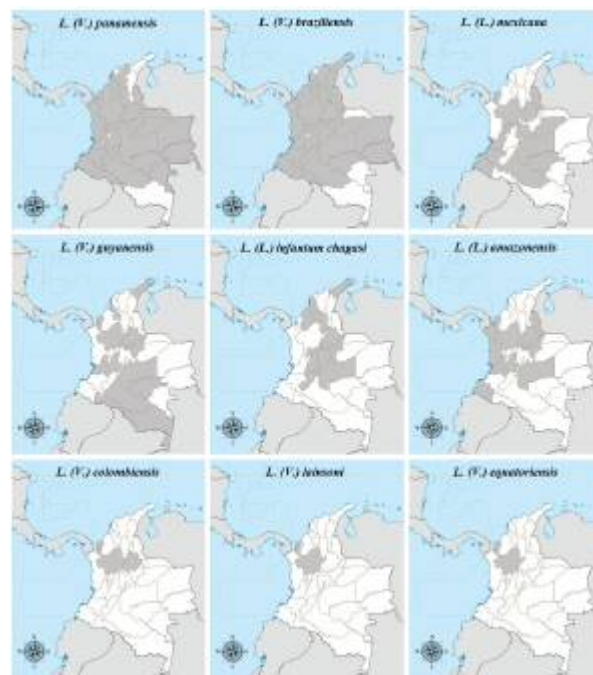 L. (V.) panamensis
L. (V.) braziliensis
L. (L.) mexicana
L. (V.) guyanensis
L. (L.) infantum chagasi
L. (L.) amazonensis
L. (V.) colombiensis
L. (V.) lainsoni
L. (V.) equatoriensis